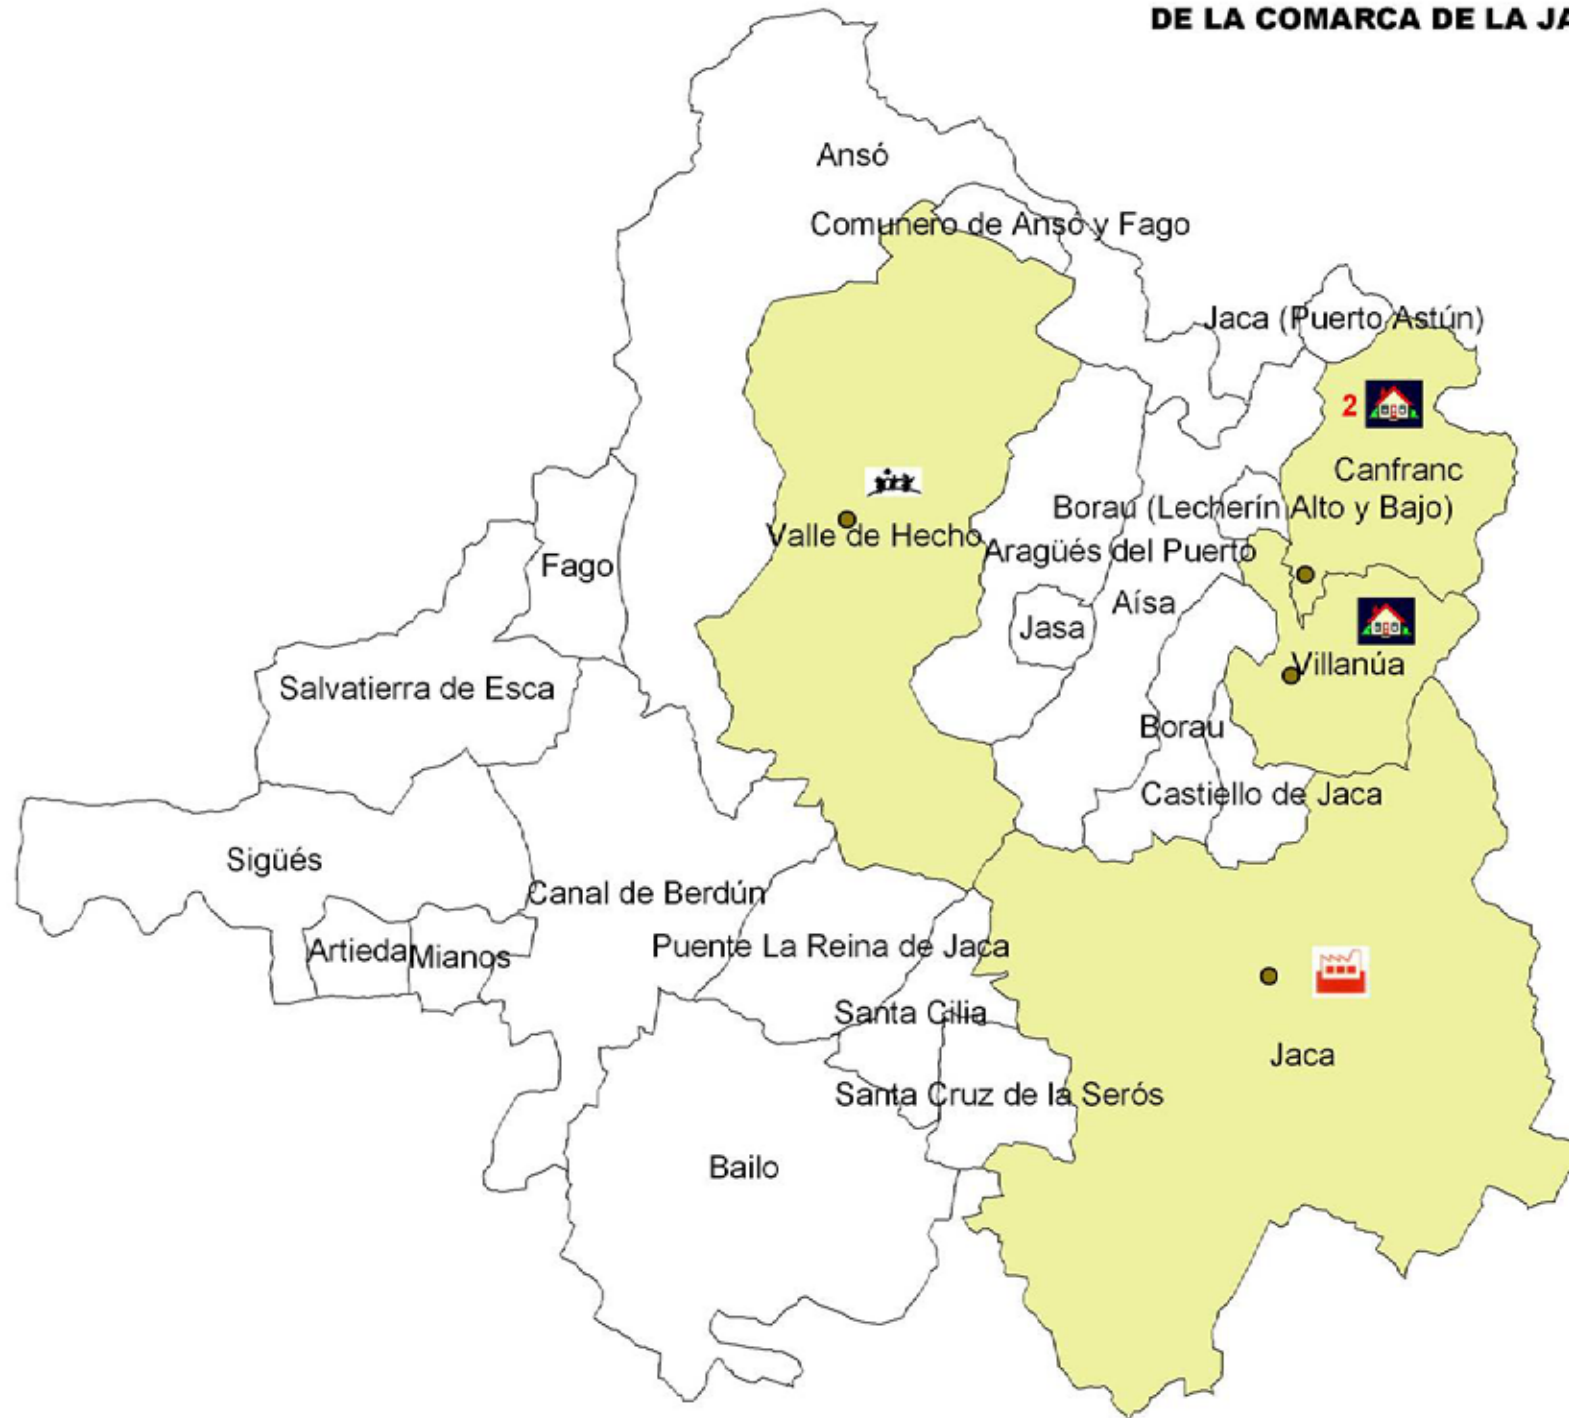 DE LA COMARCA DE LA JA
Ansó
Comunero de Ansó y Fago
Jaca (Puerto Astún)
2
Canfranc
Borau (Lecherín Alto y Bajo)
Valle de Hecho
Aragüés del Puerto
Fago
Aísa
Jasa
Villanúa
Salvatierra de Esca
Borau
Castiello de Jaca
Sigüés
Canal de Berdún
Artieda
Mianos
Puente La Reina de Jaca
Santa Cilia
Jaca
Santa Cruz de la Serós
Bailo